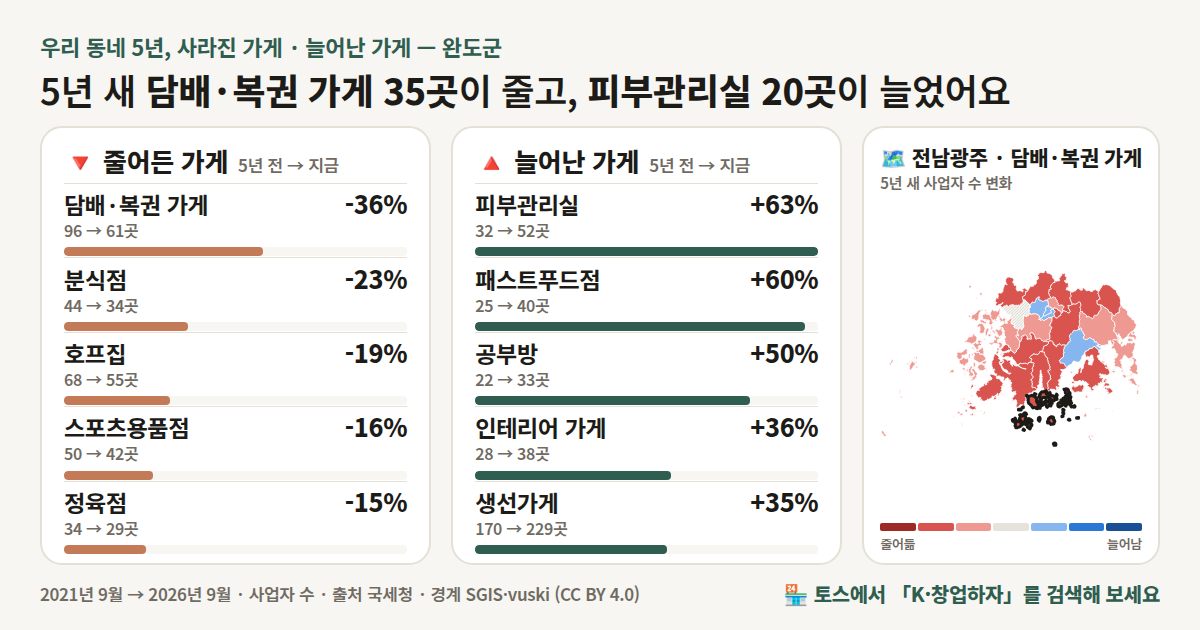 우리 동네 5년, 사라진 가게 · 늘어난 가게 — 완도군
5년 새 담배·복권 가게 35곳이 줄고, 피부관리실 20곳이 늘었어요
줄어든 가게 5년 전 → 지금
담배·복권 가게 -36%
96 → 61곳
분식점 -23%
44 → 34곳
호프집 -19%
68 → 55곳
스포츠용품점 -16%
50 → 42곳
정육점 -15%
34 → 29곳
늘어난 가게 5년 전 → 지금
피부관리실 +63%
32 → 52곳
패스트푸드점 +60%
25 → 40곳
공부방 +50%
22 → 33곳
인테리어 가게 +36%
28 → 38곳
생선가게 +35%
170 → 229곳
전남광주 · 담배·복권 가게
5년 새 사업자 수 변화
줄어듦 늘어남
2021년 9월 → 2026년 9월 · 사업자 수 · 출처 국세청 · 경계 SGIS·vuski (CC BY 4.0)
토스에서 「K·창업하자」를 검색해 보세요